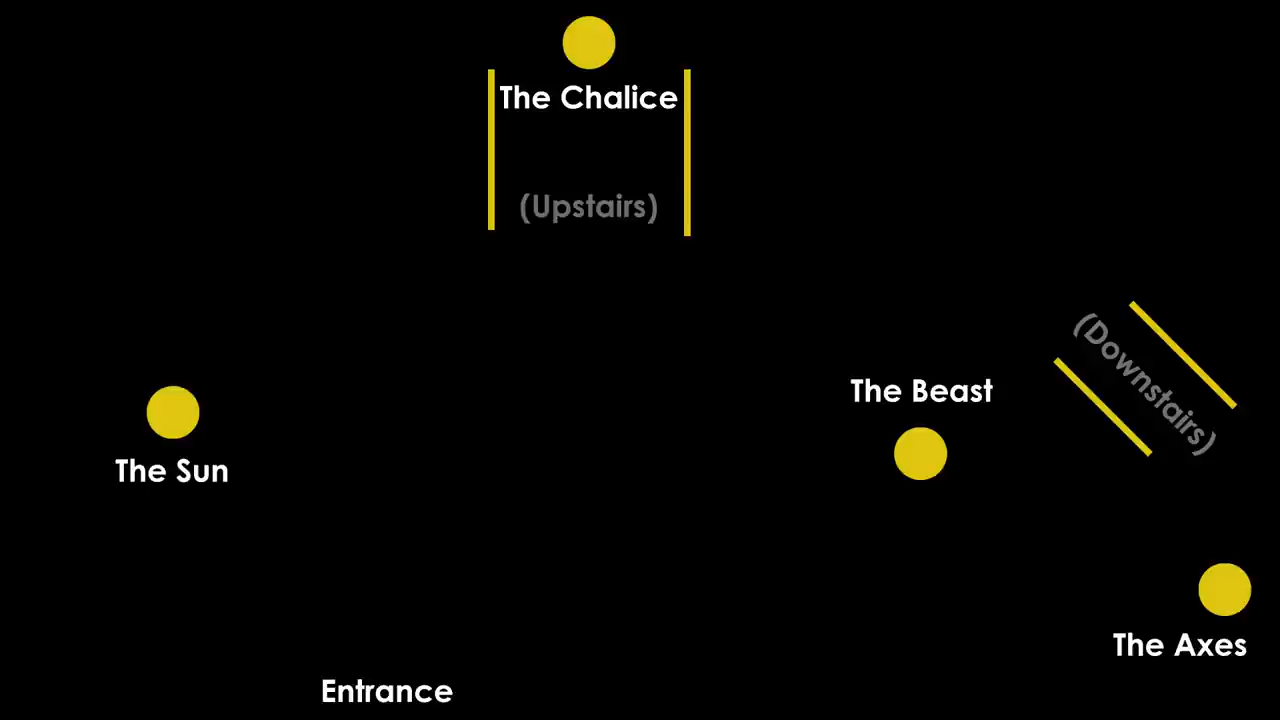 The Chalice
(Upstairs)
(Downstairs)
The Beast
The Sun
The Axes
Entrance